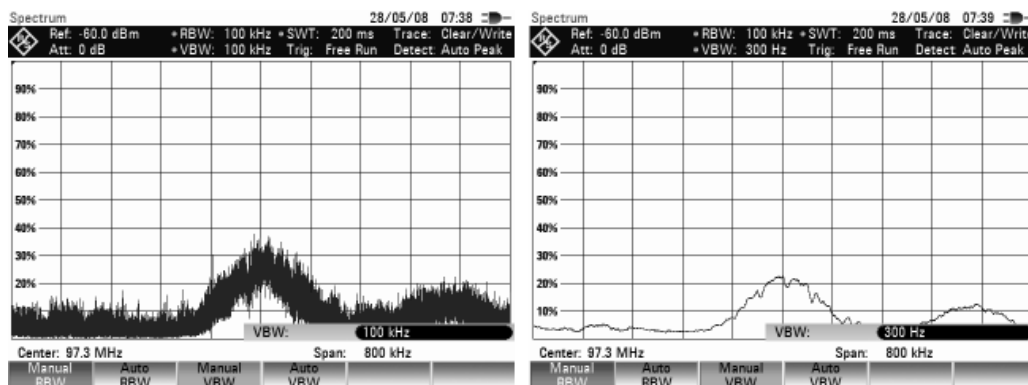 Spectrum 28/05/08 07:38
Ref: -60.0 dBm RBW: 100 kHz SWT: 200 ms Trace: Clear/Write
Att: 0 dB VBW: 100 kHz Trig: Free Run Detect: Auto Peak
90%
80%
70%
60%
50%
40%
30%
20%
10%
VBW: 100 kHz
Center: 97.3 MHz Span: 800 kHz
Manual RBW Auto RBW Manual VBW Auto VBW
Spectrum 28/05/08 07:39
Ref: -60.0 dBm RBW: 100 kHz SWT: 200 ms Trace: Clear/Writ
Att: 0 dB VBW: 300 Hz Trig: Free Run Detect: Auto Peak
90%
80%
70%
60%
50%
40%
30%
20%
10%
VBW: 300 Hz
Center: 97.3 MHz Span: 800 kHz
Manual RBW Auto RBW Manual VBW Auto VBW